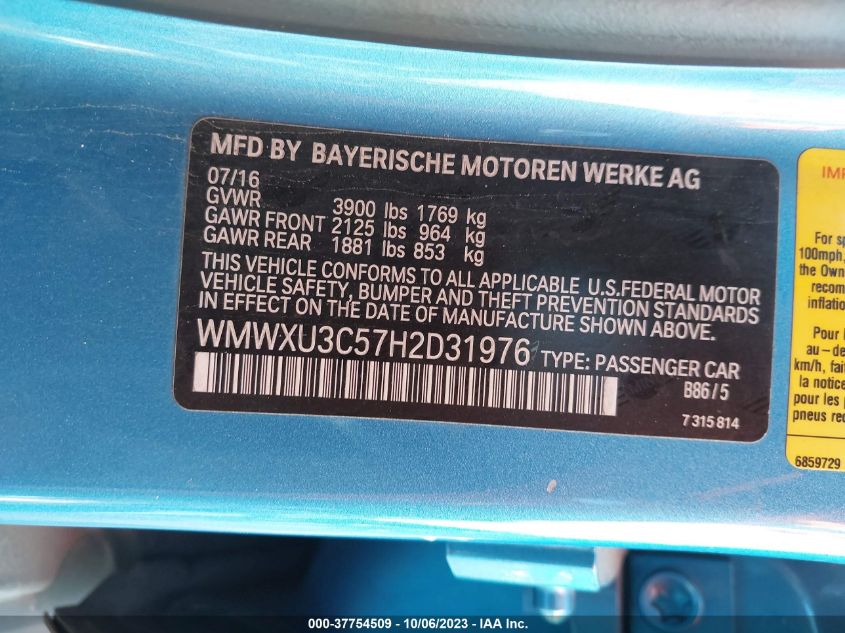 MFD BY BAYERISCHE MOTOREN WERKE AG
07/16
GVWR 3900 lbs 1769 kg
GAWR FRONT 2125 lbs 964 kg
GAWR REAR 1881 lbs 853 kg
THIS VEHICLE CONFORMS TO ALL APPLICABLE U.S.FEDERAL MOTOR
VEHICLE SAFETY, BUMPER AND THEFT PREVENTION STANDARDS
IN EFFECT ON THE DATE OF MANUFACTURE SHOWN ABOVE.
WMWXU3C57H2D31976 TYPE: PASSENGER CAR
B86/5
7 315 814
IMP
For sp
100mph,
the Own
recom
inflatio
Pour l
au-de
km/h, fait
la notice
pour les p
pneus rec
6859729
000-37754509 | 10/06/2023 - IAA Inc.